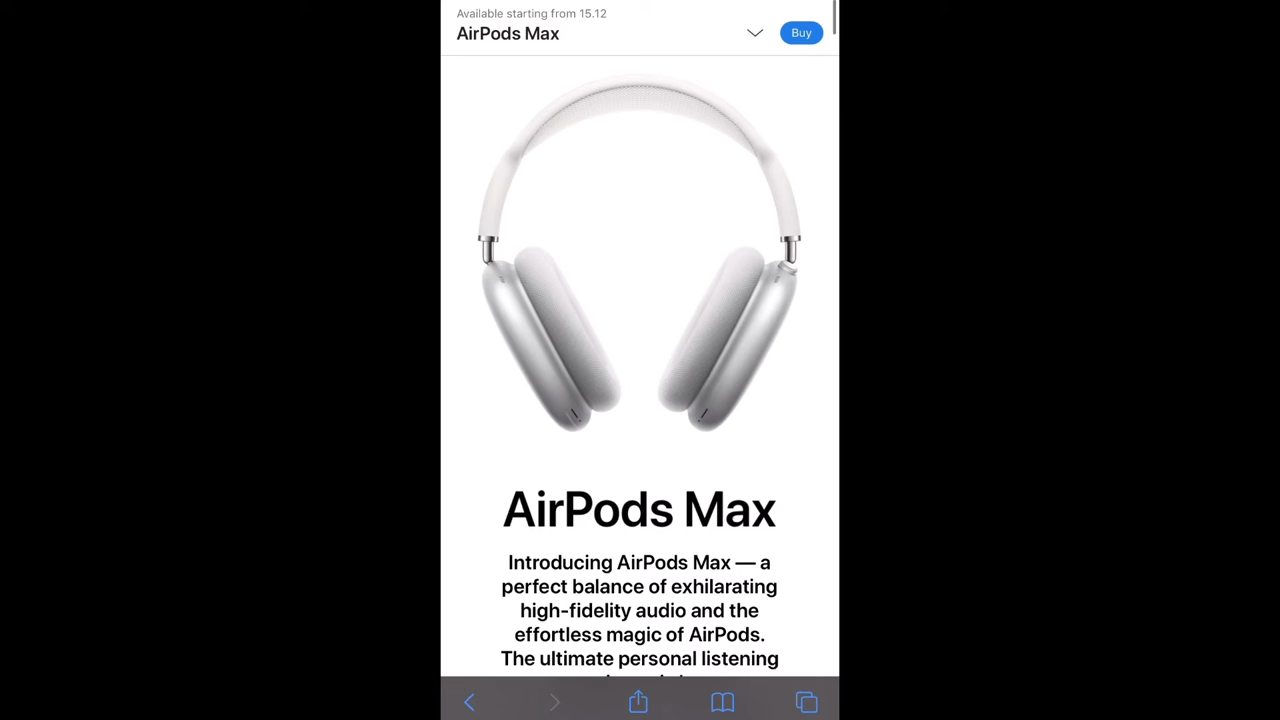 Available starting from 15.12
AirPods Max
Buy
AirPods Max
Introducing AirPods Max — a
perfect balance of exhilarating
high-fidelity audio and the
effortless magic of AirPods.
The ultimate personal listening